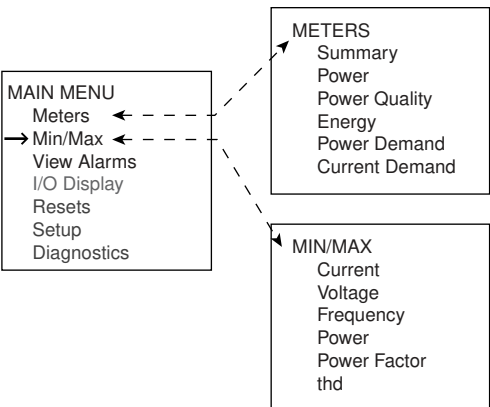 MAIN MENU
Meters
Min/Max
View Alarms
I/O Display
Resets
Setup
Diagnostics
METERS
Summary
Power
Power Quality
Energy
Power Demand
Current Demand
MIN/MAX
Current
Voltage
Frequency
Power
Power Factor
thd